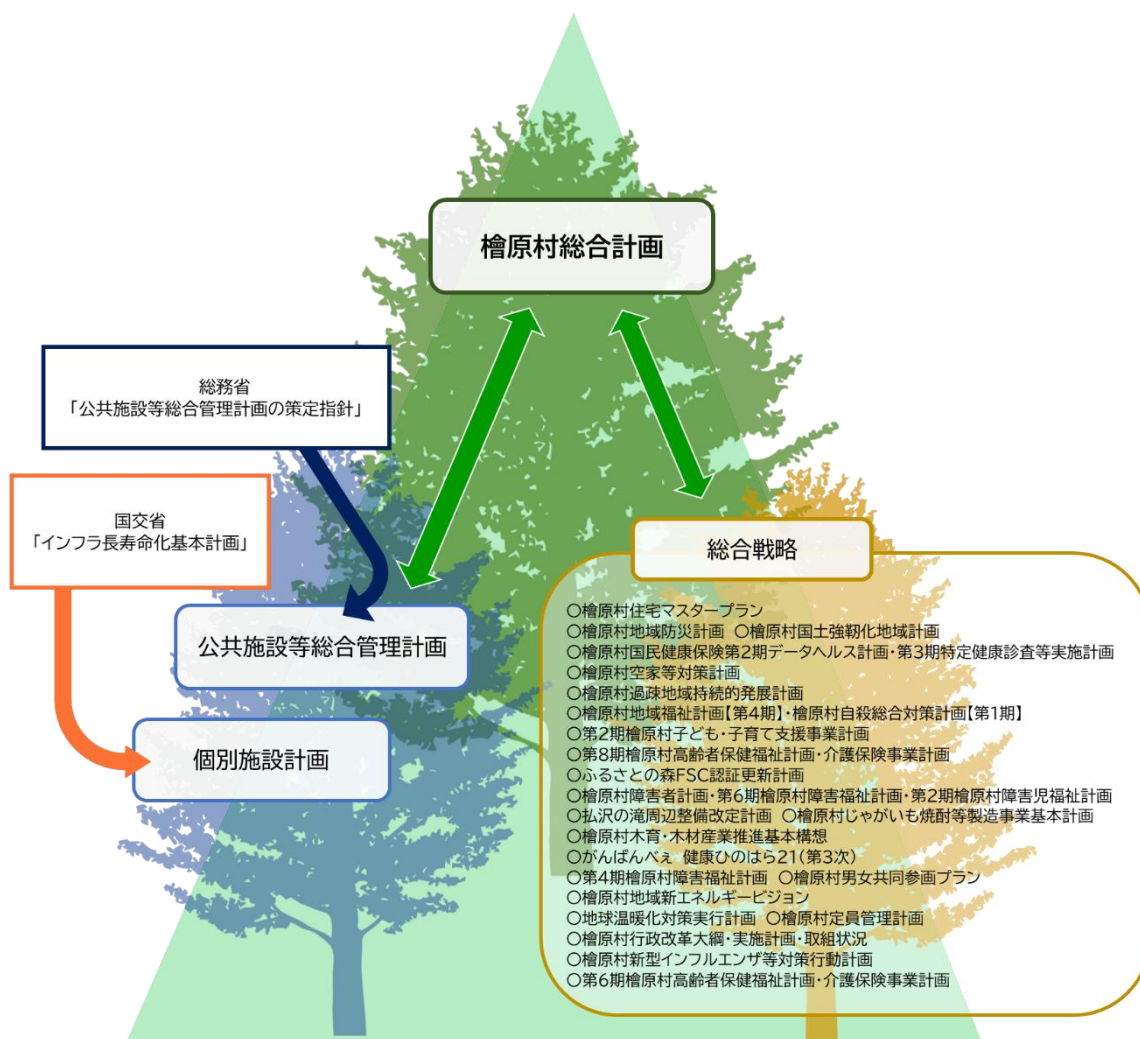 檜原村総合計画
総務省
「公共施設等総合管理計画の策定指針」
国交省
「インフラ長寿命化基本計画」
公共施設等総合管理計画
個別施設計画
総合戦略
○檜原村住宅マスタープラン
○檜原村地域防災計画 ○檜原村国土強靱化地域計画
○檜原村国民健康保険第2期データヘルス計画・第3期特定健康診査等実施計画
○檜原村空家等対策計画
○檜原村過疎地域持続的発展計画
○檜原村地域福祉計画【第4期】・檜原村自殺総合対策計画【第1期】
○第2期檜原村子ども・子育て支援事業計画
○第8期檜原村高齢者保健福祉計画・介護保険事業計画
○ふるさとの森FSC認証更新計画
○檜原村障害者計画・第6期檜原村障害福祉計画・第2期檜原村障害児福祉計画
○払沢の滝周辺整備改定計画 ○檜原村じゃがいも焼酎等製造事業基本計画
○檜原村木育・木材産業推進基本構想
○がんばんべぇ 健康ひのはら21(第3次)
○第4期檜原村障害福祉計画 ○檜原村男女共同参画プラン
○檜原村地域新エネルギービジョン
○地球温暖化対策実行計画 ○檜原村定員管理計画
○檜原村行政改革大綱・実施計画・取組状況
○檜原村新型インフルエンザ等対策行動計画
○第6期檜原村高齢者保健福祉計画・介護保険事業計画